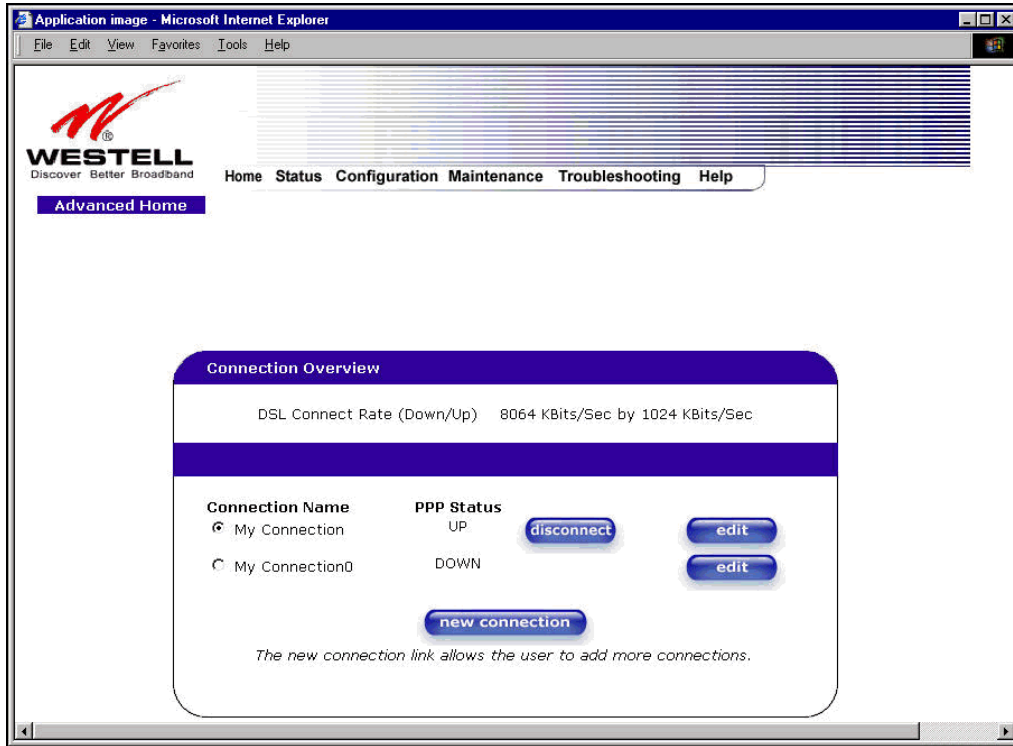 Application image - Microsoft Internet Explorer
File Edit View Favorites Tools Help
®
WESTELL
Discover Better Broadband
Home Status Configuration Maintenance Troubleshooting Help
Advanced Home
Connection Overview
DSL Connect Rate (Down/Up) 8064 KBits/Sec by 1024 KBits/Sec
Connection Name PPP Status
My Connection UP disconnect edit
My Connection0 DOWN edit
new connection
The new connection link allows the user to add more connections.